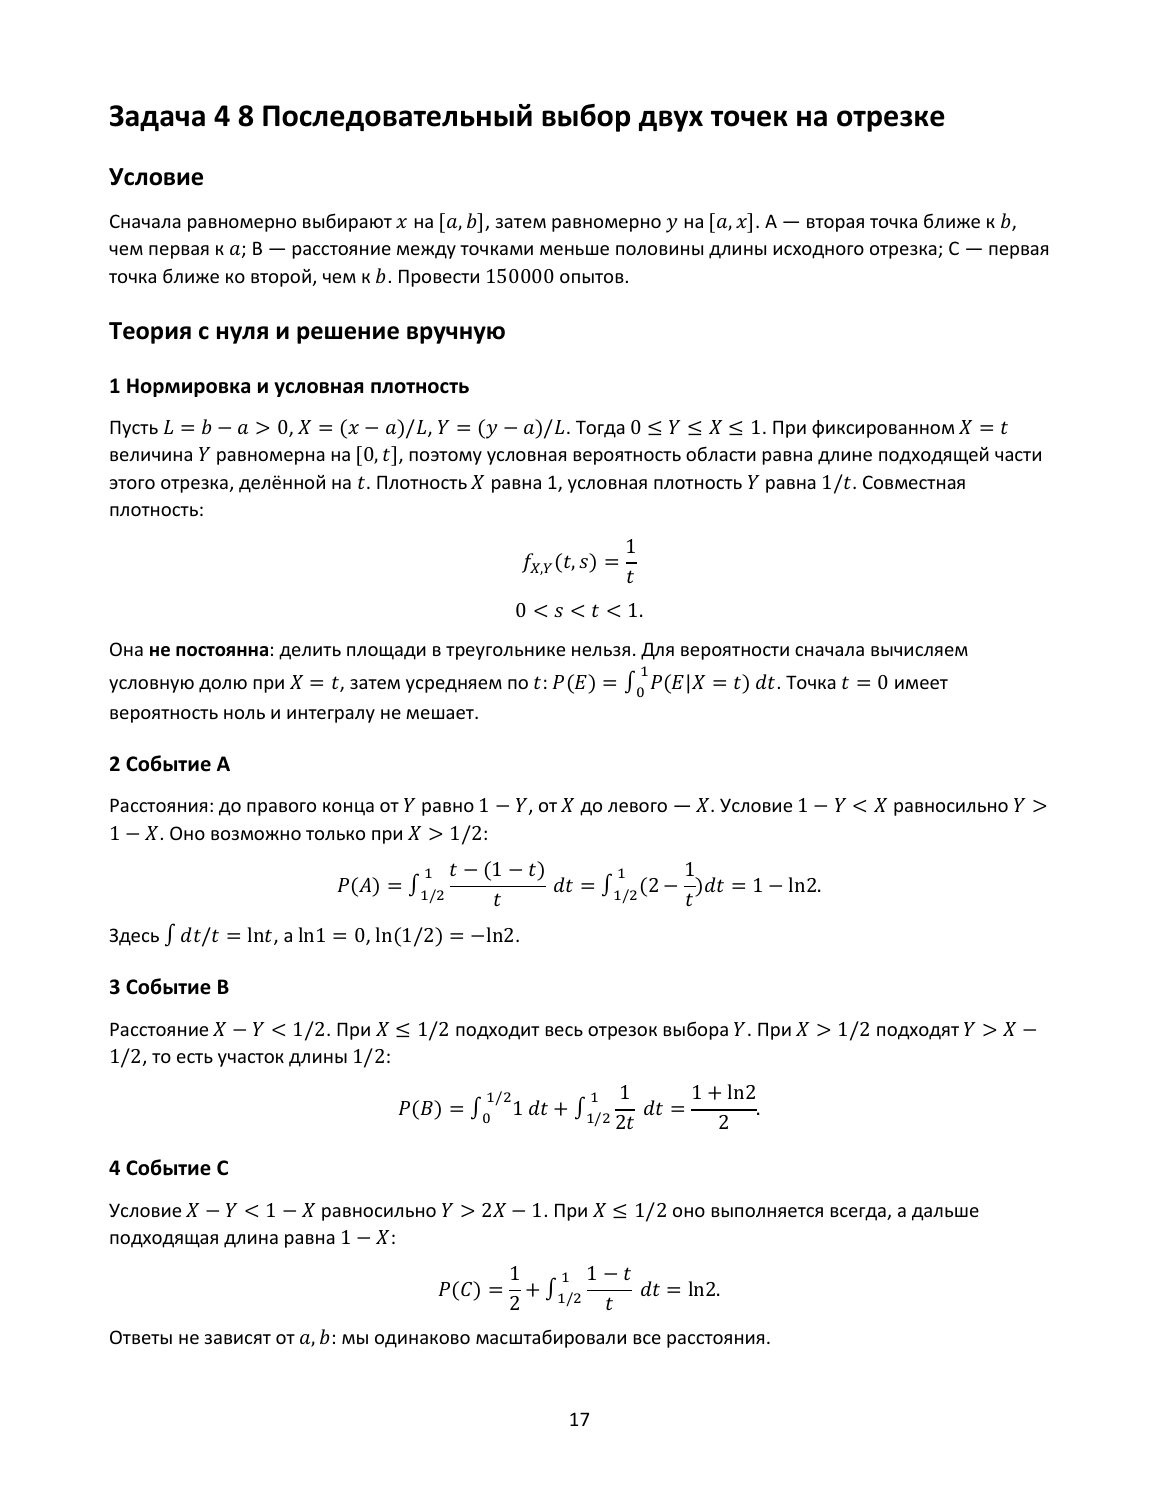 Задача 4 8 Последовательный выбор двух точек на отрезке
Условие
Сначала равномерно выбирают x на [a, b], затем равномерно y на [a, x]. A — вторая точка ближе к b,
чем первая к a; B — расстояние между точками меньше половины длины исходного отрезка; C — первая
точка ближе ко второй, чем к b. Провести 150000 опытов.
Теория с нуля и решение вручную
1 Нормировка и условная плотность
Пусть L = b − a > 0, X = (x − a)/L, Y = (y − a)/L. Тогда 0 ≤ Y ≤ X ≤ 1. При фиксированном X = t
величина Y равномерна на [0, t], поэтому условная вероятность области равна длине подходящей части
этого отрезка, делённой на t. Плотность X равна 1, условная плотность Y равна 1/t. Совместная
плотность:
f_{X,Y}(t, s) = 1/t
0 < s < t < 1.
Она не постоянна: делить площади в треугольнике нельзя. Для вероятности сначала вычисляем
условную долю при X = t, затем усредняем по t: P(E) = ∫_0^1 P(E|X = t) dt. Точка t = 0 имеет
вероятность ноль и интегралу не мешает.
2 Событие A
Расстояния: до правого конца от Y равно 1 − Y, от X до левого — X. Условие 1 − Y < X равносильно Y >
1 − X. Оно возможно только при X > 1/2:
P(A) = ∫_{1/2}^1 (t − (1 − t))/t dt = ∫_{1/2}^1 (2 − 1/t)dt = 1 − ln2.
Здесь ∫ dt/t = lnt, а ln1 = 0, ln(1/2) = −ln2.
3 Событие B
Расстояние X − Y < 1/2. При X ≤ 1/2 подходит весь отрезок выбора Y. При X > 1/2 подходят Y > X −
1/2, то есть участок длины 1/2:
P(B) = ∫_0^{1/2} 1 dt + ∫_{1/2}^1 1/2t dt = (1 + ln2)/2.
4 Событие C
Условие X − Y < 1 − X равносильно Y > 2X − 1. При X ≤ 1/2 оно выполняется всегда, а дальше
подходящая длина равна 1 − X:
P(C) = 1/2 + ∫_{1/2}^1 (1 − t)/t dt = ln2.
Ответы не зависят от a, b: мы одинаково масштабировали все расстояния.
17